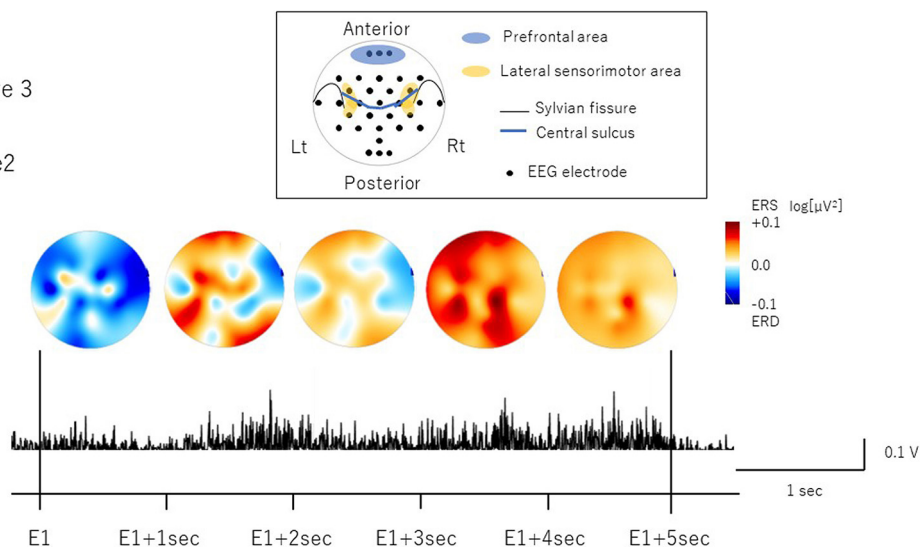 Anterior
Prefrontal area
Lateral sensorimotor area
e 3
Sylvian fissure
Central sulcus
Lt
Rt
e2
EEG electrode
Posterior
ERS log[μV²]
+0.1
0.0
-0.1
ERD
0.1 V
1 sec
E1
E1+1sec
E1+2sec
E1+3sec
E1+4sec
E1+5sec